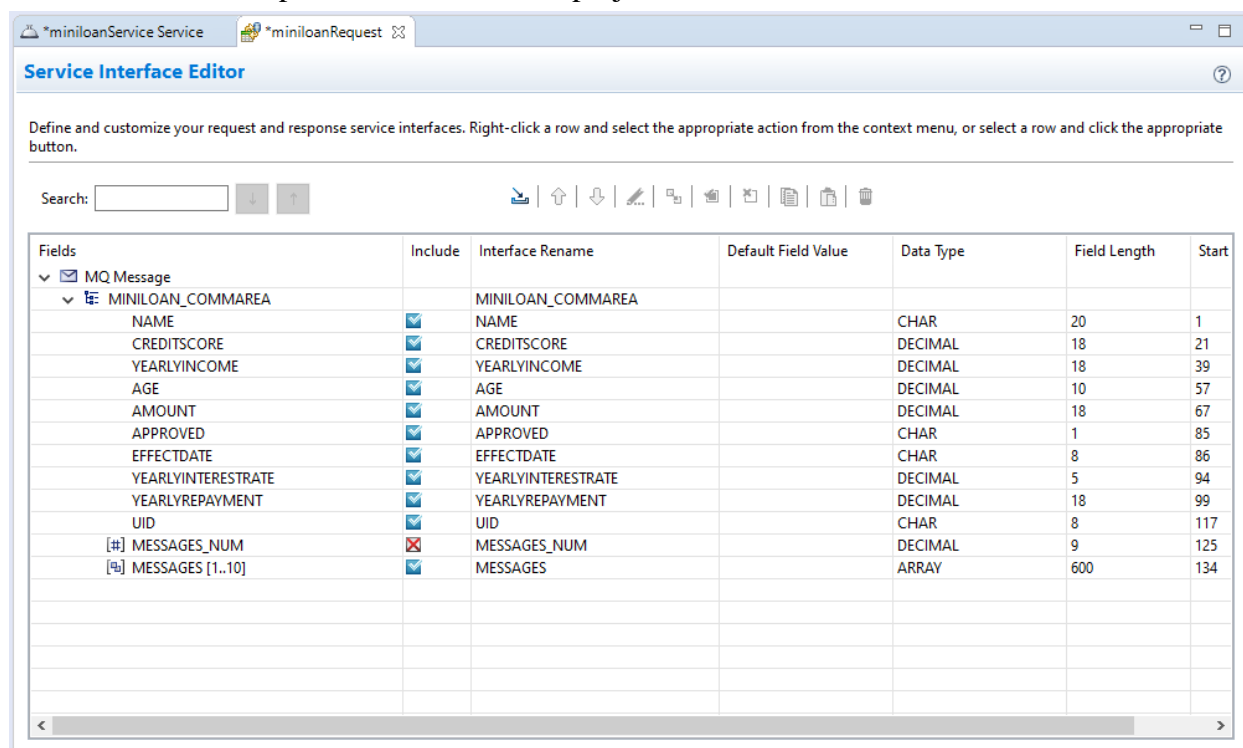 *miniloanService Service *miniloanRequest
Service Interface Editor
Define and customize your request and response service interfaces. Right-click a row and select the appropriate action from the context menu, or select a row and click the appropriate
button.
Search:
Fields Include Interface Rename Default Field Value Data Type Field Length Start
MQ Message
MINILOAN_COMMAREA MINILOAN_COMMAREA
NAME NAME CHAR 20 1
CREDITSCORE CREDITSCORE DECIMAL 18 21
YEARLYINCOME YEARLYINCOME DECIMAL 18 39
AGE AGE DECIMAL 10 57
AMOUNT AMOUNT DECIMAL 18 67
APPROVED APPROVED CHAR 1 85
EFFECTDATE EFFECTDATE CHAR 8 86
YEARLYINTERESTRATE YEARLYINTERESTRATE DECIMAL 5 94
YEARLYREPAYMENT YEARLYREPAYMENT DECIMAL 18 99
UID UID CHAR 8 117
[#] MESSAGES_NUM MESSAGES_NUM DECIMAL 9 125
MESSAGES [1..10] MESSAGES ARRAY 600 134